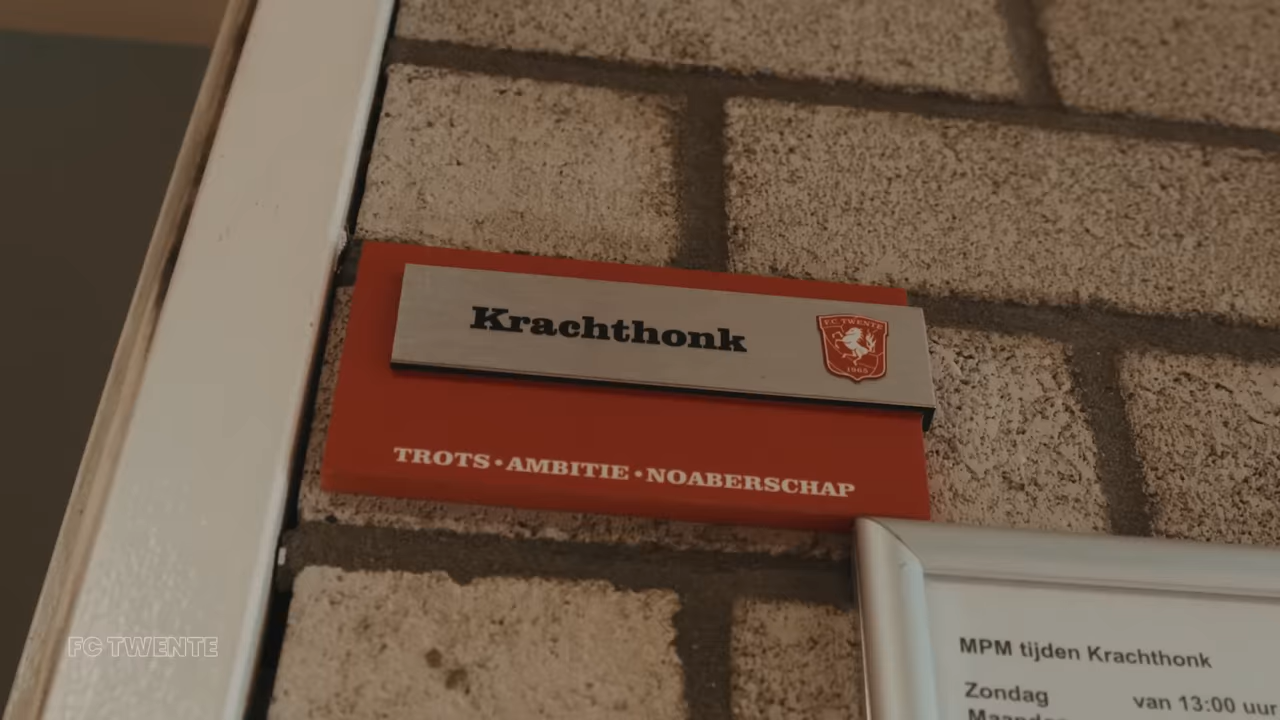 Krachthonk
FC TWENTE
1965
TROTS•AMBITIE•NOABERSCHAP
MPM tijden Krachthonk
Zondag van 13:00 uur
FC TWENTE